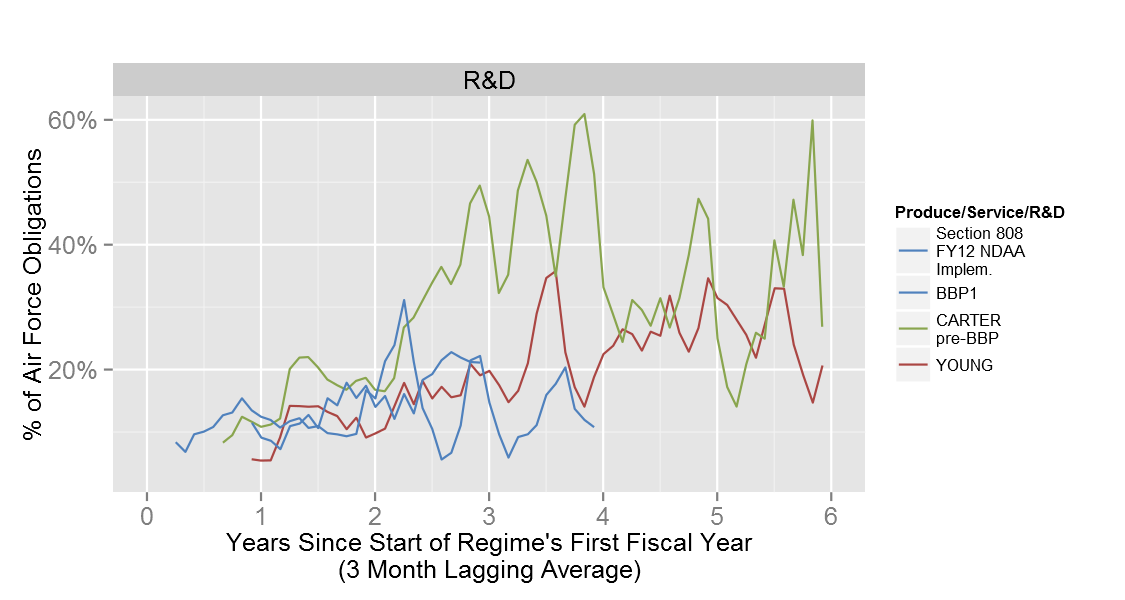 R&D
60%
40%
20%
% of Air Force Obligations
0 1 2 3 4 5 6
Years Since Start of Regime's First Fiscal Year
(3 Month Lagging Average)
Produce/Service/R&D
Section 808
FY12 NDAA
Implem.
BBP1
CARTER
pre-BBP
YOUNG